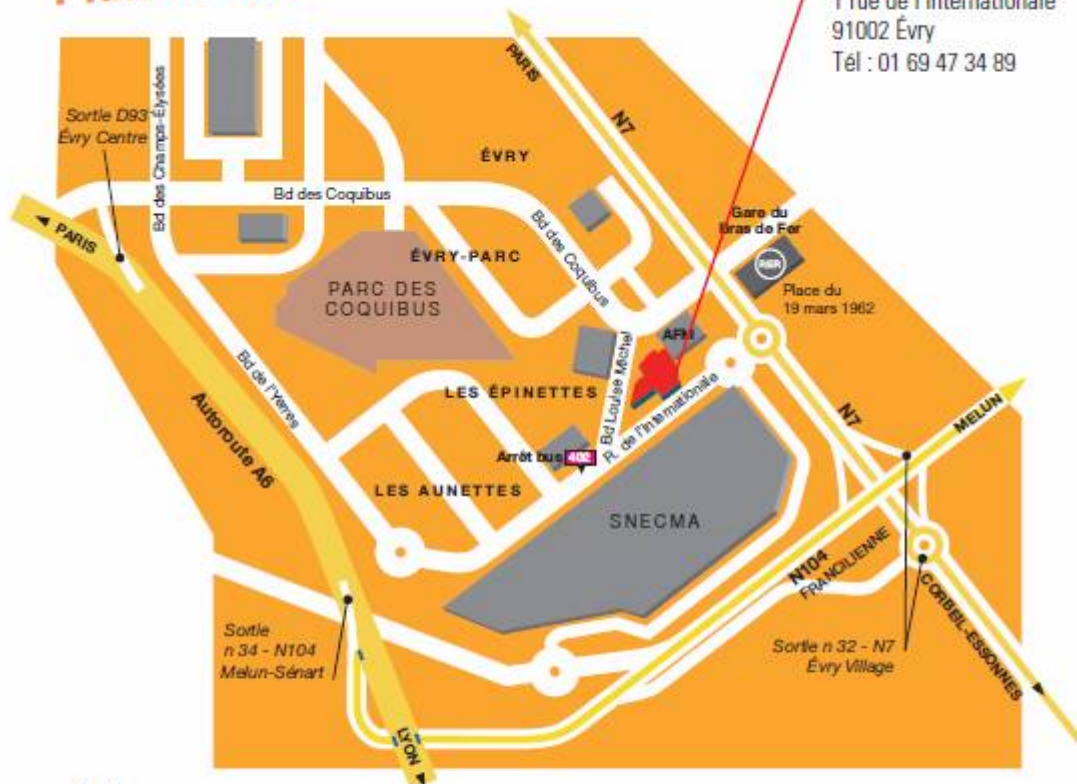 1 rue de l'Internationale
91002 Évry
Tél : 01 69 47 34 89
PARIS
N7
Sortie D93
Évry Centre
Bd des Champs-Élysées
ÉVRY
Bd des Coquibus
Bd des Coquibus
Gare du
Bras de Fer
RER
Place du
19 mars 1962
PARIS
ÉVRY-PARC
PARC DES
COQUIBUS
AFM
Bd de l'Yerres
LES ÉPINETTES
Bd Louise Michel
R. de l'Internationale
Autoroute A6
N7
MELUN
Arrêt bus 402
LES AUNETTES
SNECMA
N104
FRANCILIENNE
CORBEIL-ESSONNES
Sortie
n 34 - N104
Melun-Sénart
Sortie n 32 - N7
Évry Village
LYON